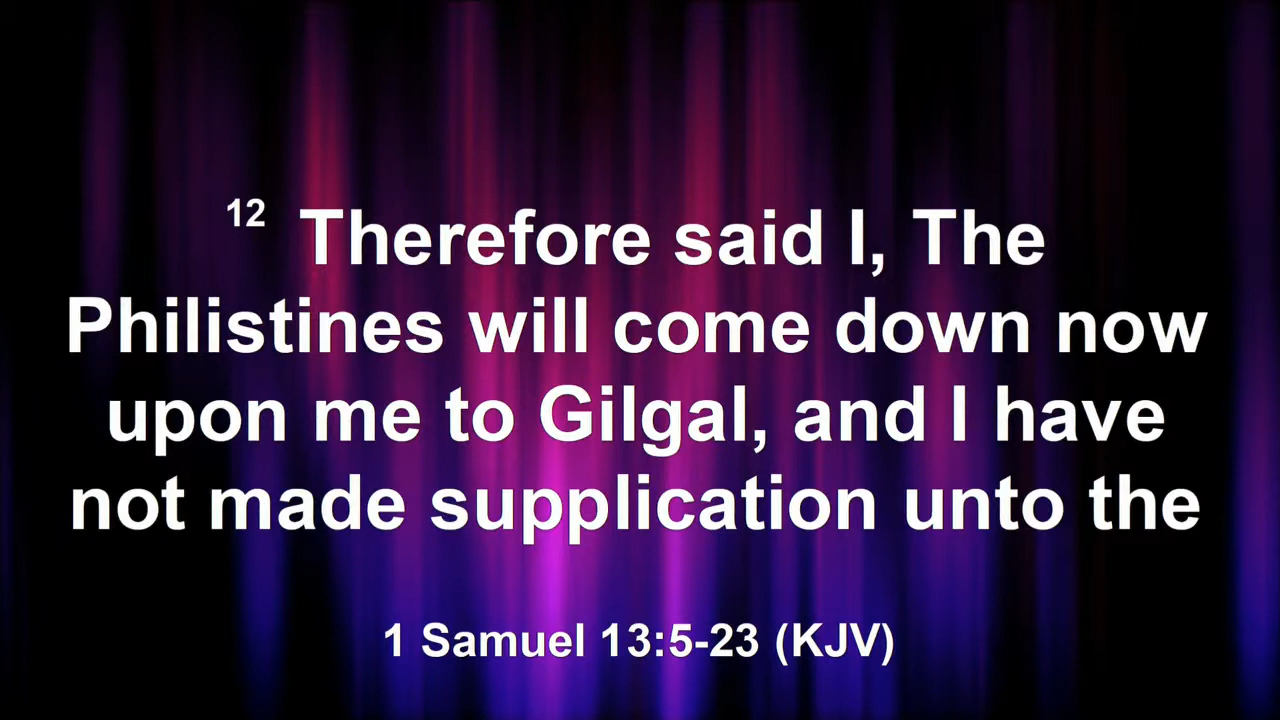 12 Therefore said I, The
Philistines will come down now
upon me to Gilgal, and I have
not made supplication unto the
1 Samuel 13:5-23 (KJV)